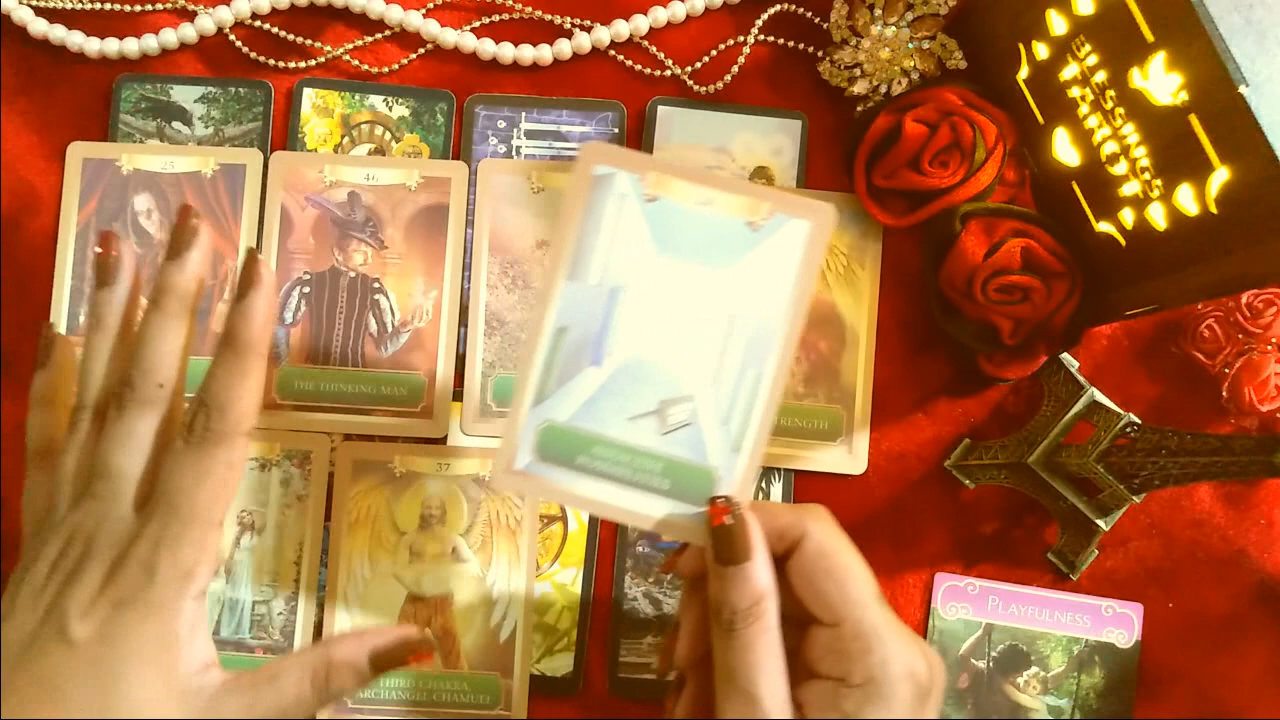 BLESSINGS
TAROT
25
46
THE THINKING MAN
STRENGTH
37
THIRD CHAKRA,
ARCHANGEL CHAMUEL
PLAYFULNESS